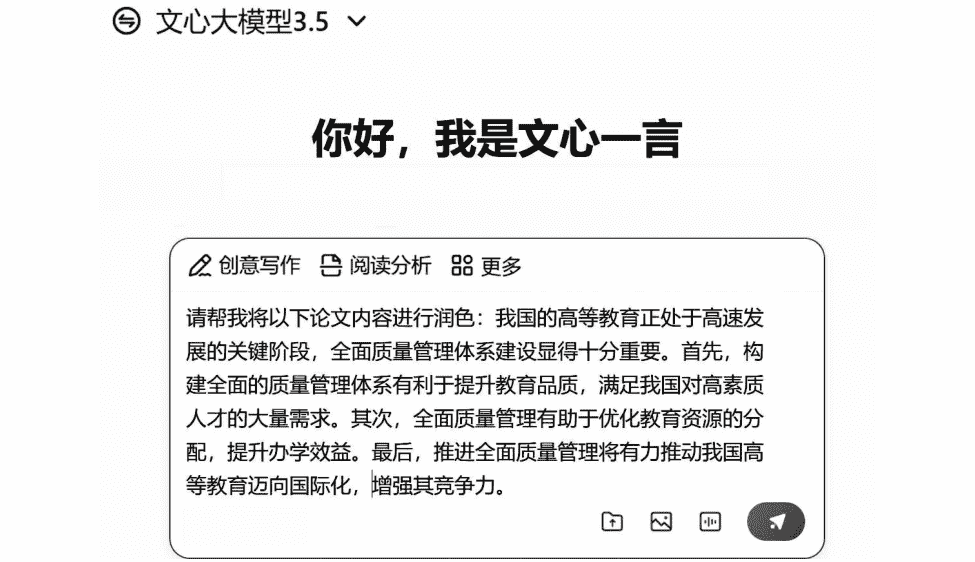 文心大模型3.5
你好，我是文心一言
创意写作 阅读分析 更多
请帮我将以下论文内容进行润色：我国的高等教育正处于高速发
展的关键阶段，全面质量管理体系建设显得十分重要。首先，构
建全面的质量管理体系有利于提升教育品质，满足我国对高素质
人才的大量需求。其次，全面质量管理有助于优化教育资源的分
配，提升办学效益。最后，推进全面质量管理将有力推动我国高
等教育迈向国际化，增强其竞争力。